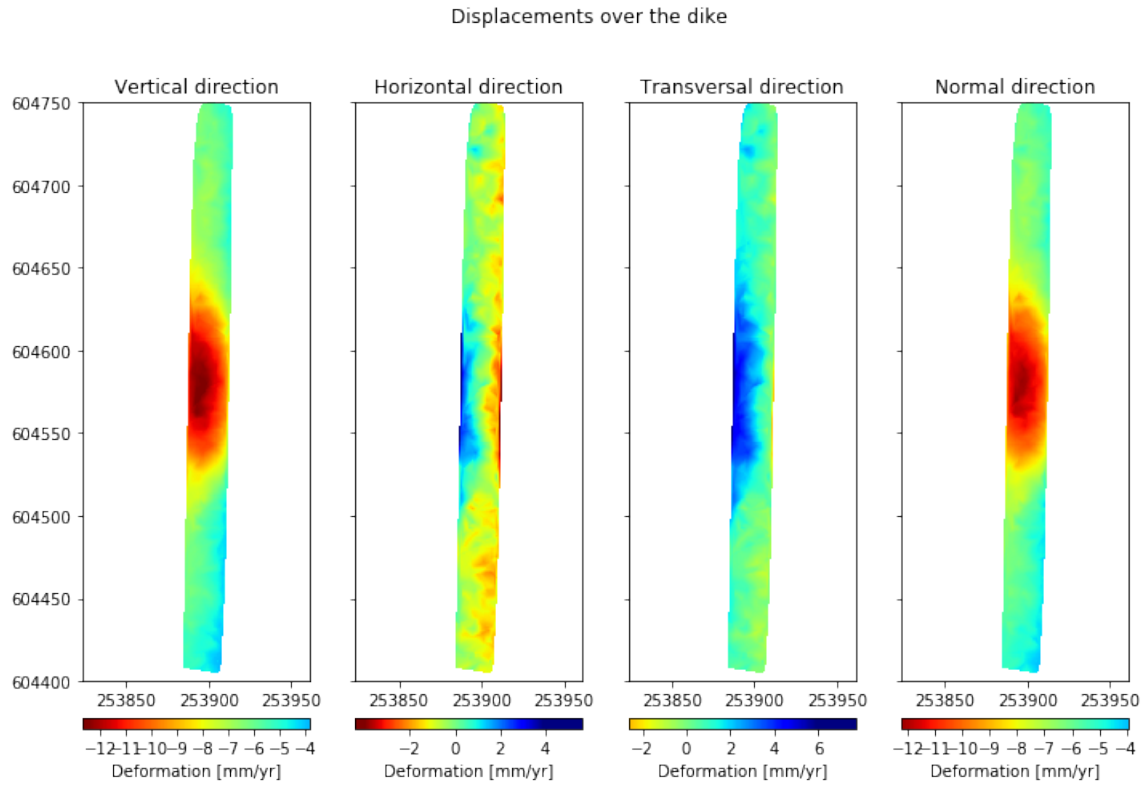 Displacements over the dike
Vertical direction Horizontal direction Transversal direction Normal direction
604750
604700
604650
604600
604550
604500
604450
604400
253850 253900 253950 253850 253900 253950 253850 253900 253950 253850 253900 253950
−12 −11 −10 −9 −8 −7 −6 −5 −4 −2 0 2 4 −2 0 2 4 6 −12 −11 −10 −9 −8 −7 −6 −5 −4
Deformation [mm/yr] Deformation [mm/yr] Deformation [mm/yr] Deformation [mm/yr]